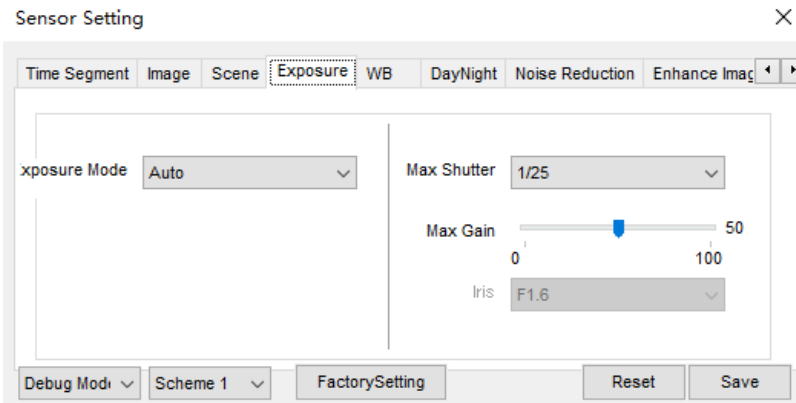 Sensor Setting
Time Segment Image Scene Exposure WB DayNight Noise Reduction Enhance Imag
xposure Mode Auto Max Shutter 1/25
Max Gain 50
0 100
Iris F1.6
Debug Mod Scheme 1 FactorySetting Reset Save